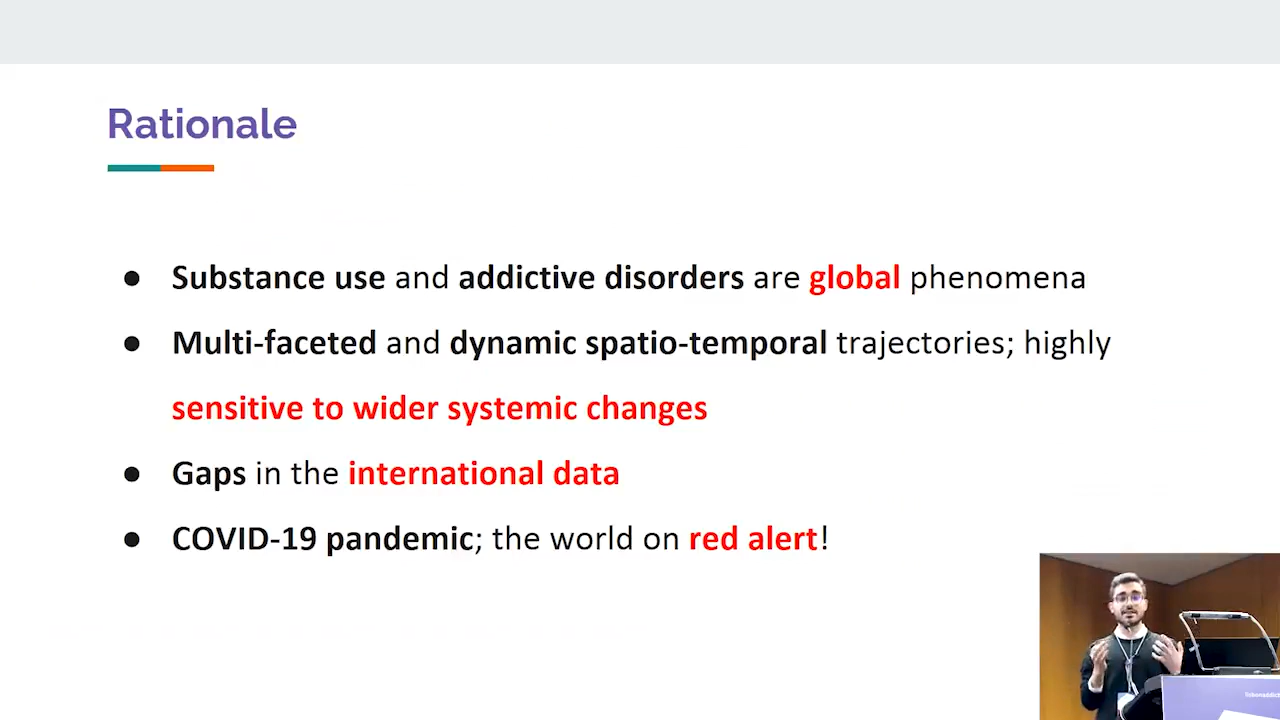 Rationale
● Substance use and addictive disorders are global phenomena
● Multi-faceted and dynamic spatio-temporal trajectories; highly
sensitive to wider systemic changes
● Gaps in the international data
● COVID-19 pandemic; the world on red alert!